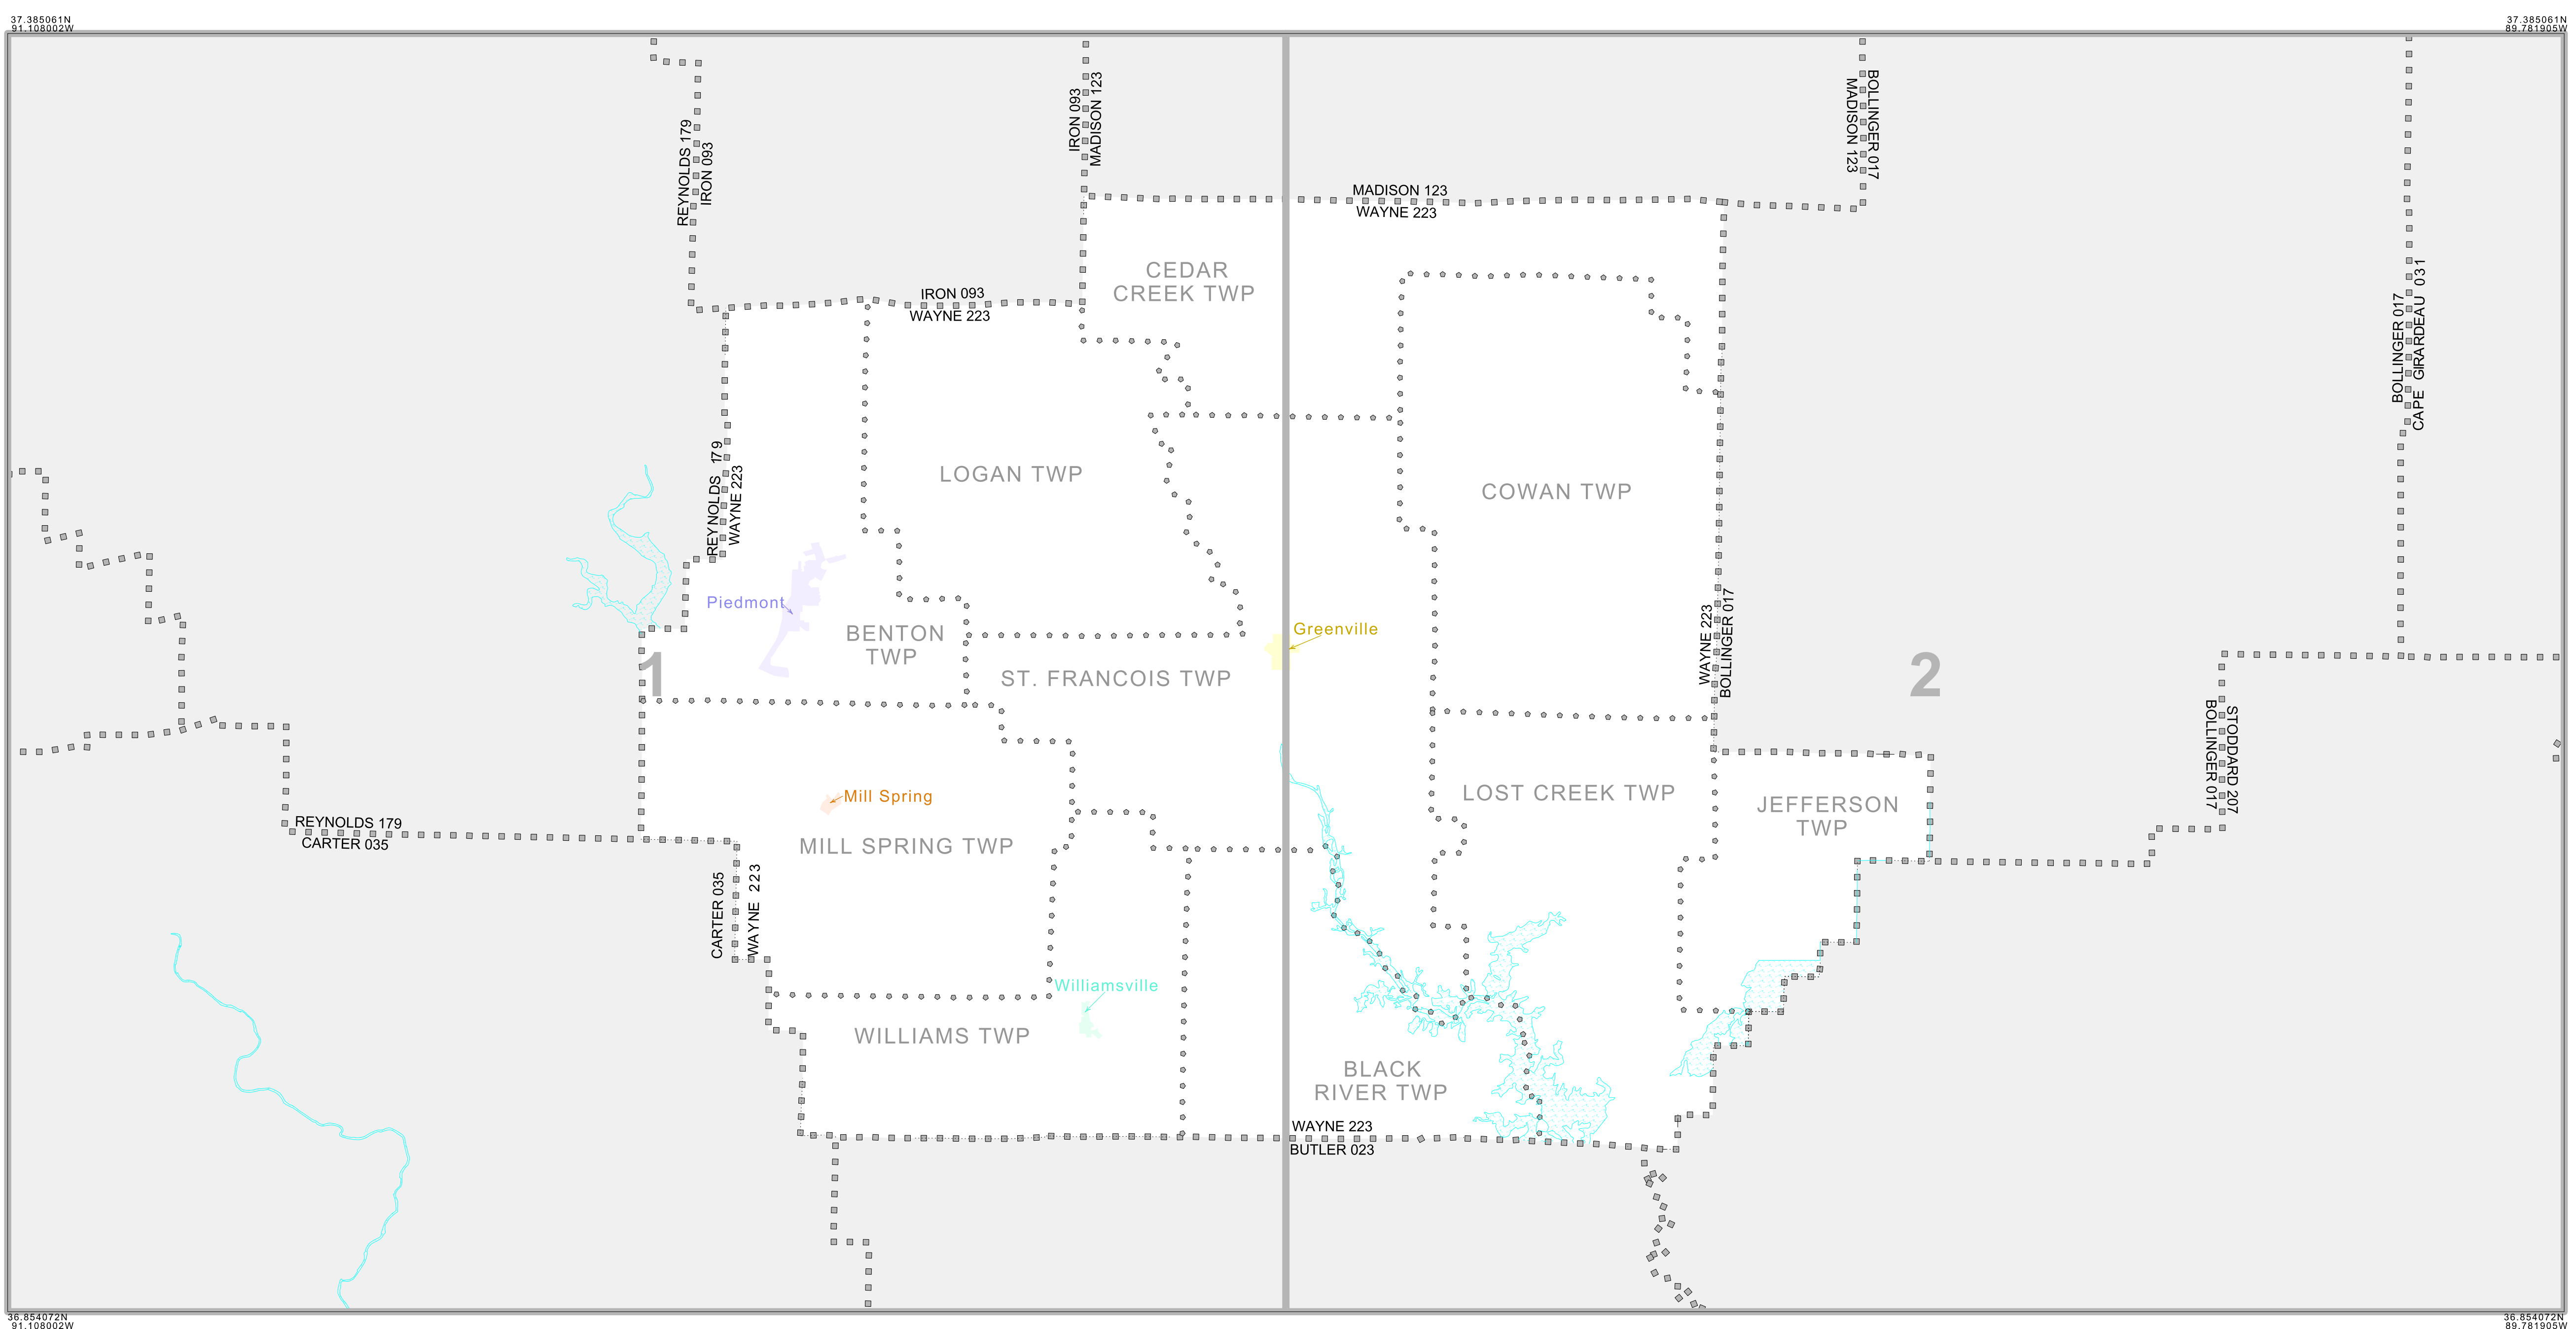 37.385061N
91.108002W
37.385061N
89.781905W
REYNOLDS 179
IRON 093
IRON 093
MADISON 123
MADISON 123
BOLLINGER 017
MADISON 123
WAYNE 223
CEDAR
CREEK TWP
IRON 093
WAYNE 223
BOLLINGER 017
CAPE GIRARDEAU 031
LOGAN TWP
COWAN TWP
REYNOLDS 179
WAYNE 223
Piedmont
BENTON
TWP
Greenville
WAYNE 223
BOLLINGER 017
1
ST. FRANCOIS TWP
2
BOLLINGER 017
STODDARD 207
Mill Spring
LOST CREEK TWP
JEFFERSON
TWP
REYNOLDS 179
CARTER 035
MILL SPRING TWP
CARTER 035
WAYNE 223
Williamsville
WILLIAMS TWP
BLACK
RIVER TWP
WAYNE 223
BUTLER 023
36.854072N
91.108002W
36.854072N
89.781905W